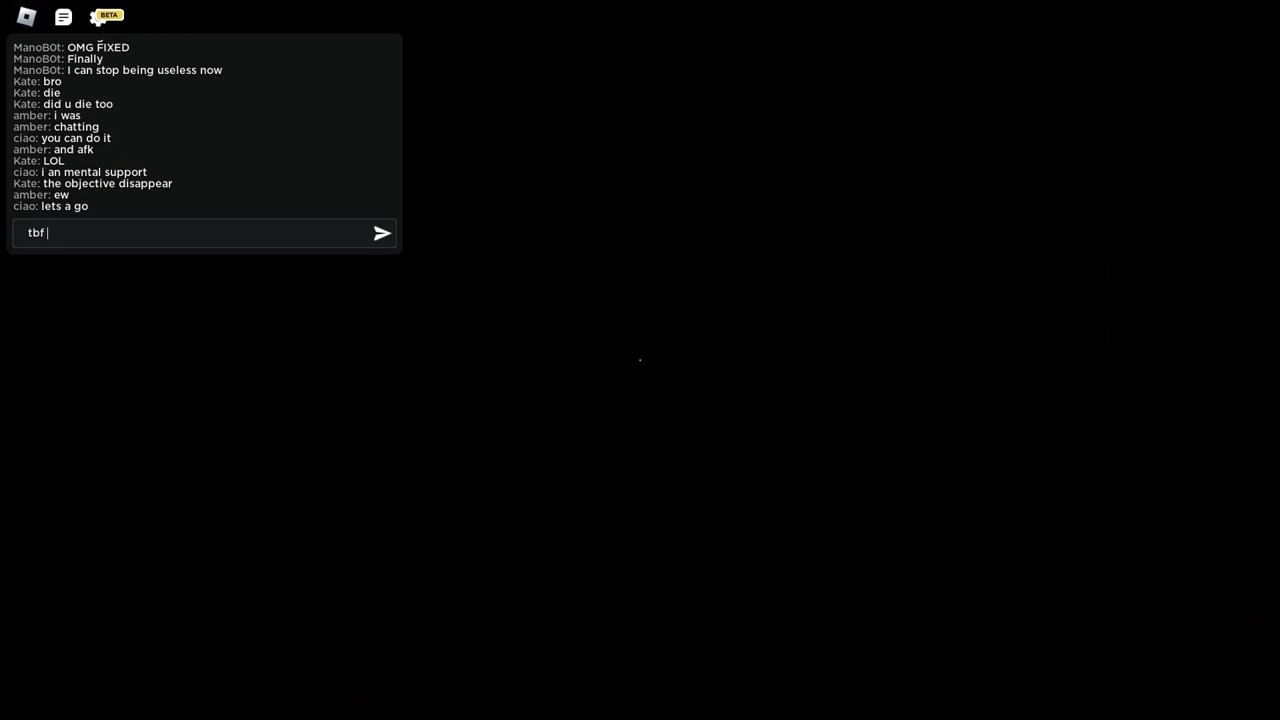 BETA
ManoB0t: OMG FIXED
ManoB0t: Finally
ManoB0t: I can stop being useless now
Kate: bro
Kate: die
Kate: did u die too
amber: i was
amber: chatting
ciao: you can do it
amber: and afk
Kate: LOL
ciao: i an mental support
Kate: the objective disappear
amber: ew
ciao: lets a go
tbf